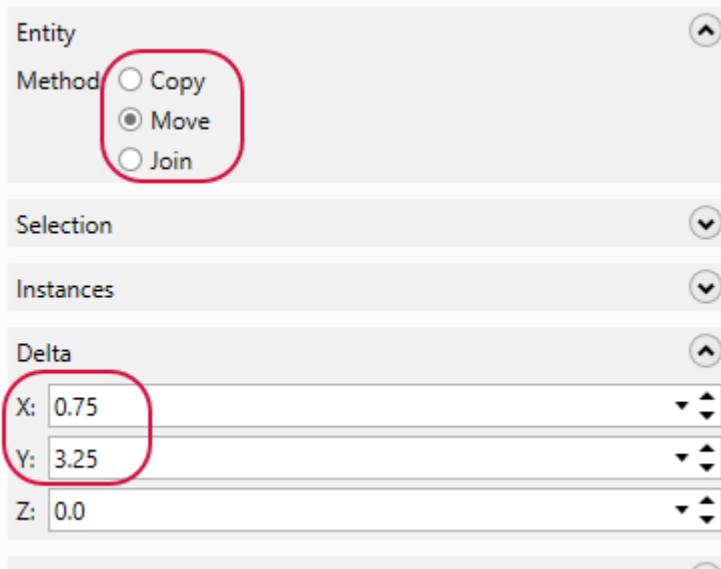 Entity
Method Copy
Move
Join
Selection
Instances
Delta
X: 0.75
Y: 3.25
Z: 0.0